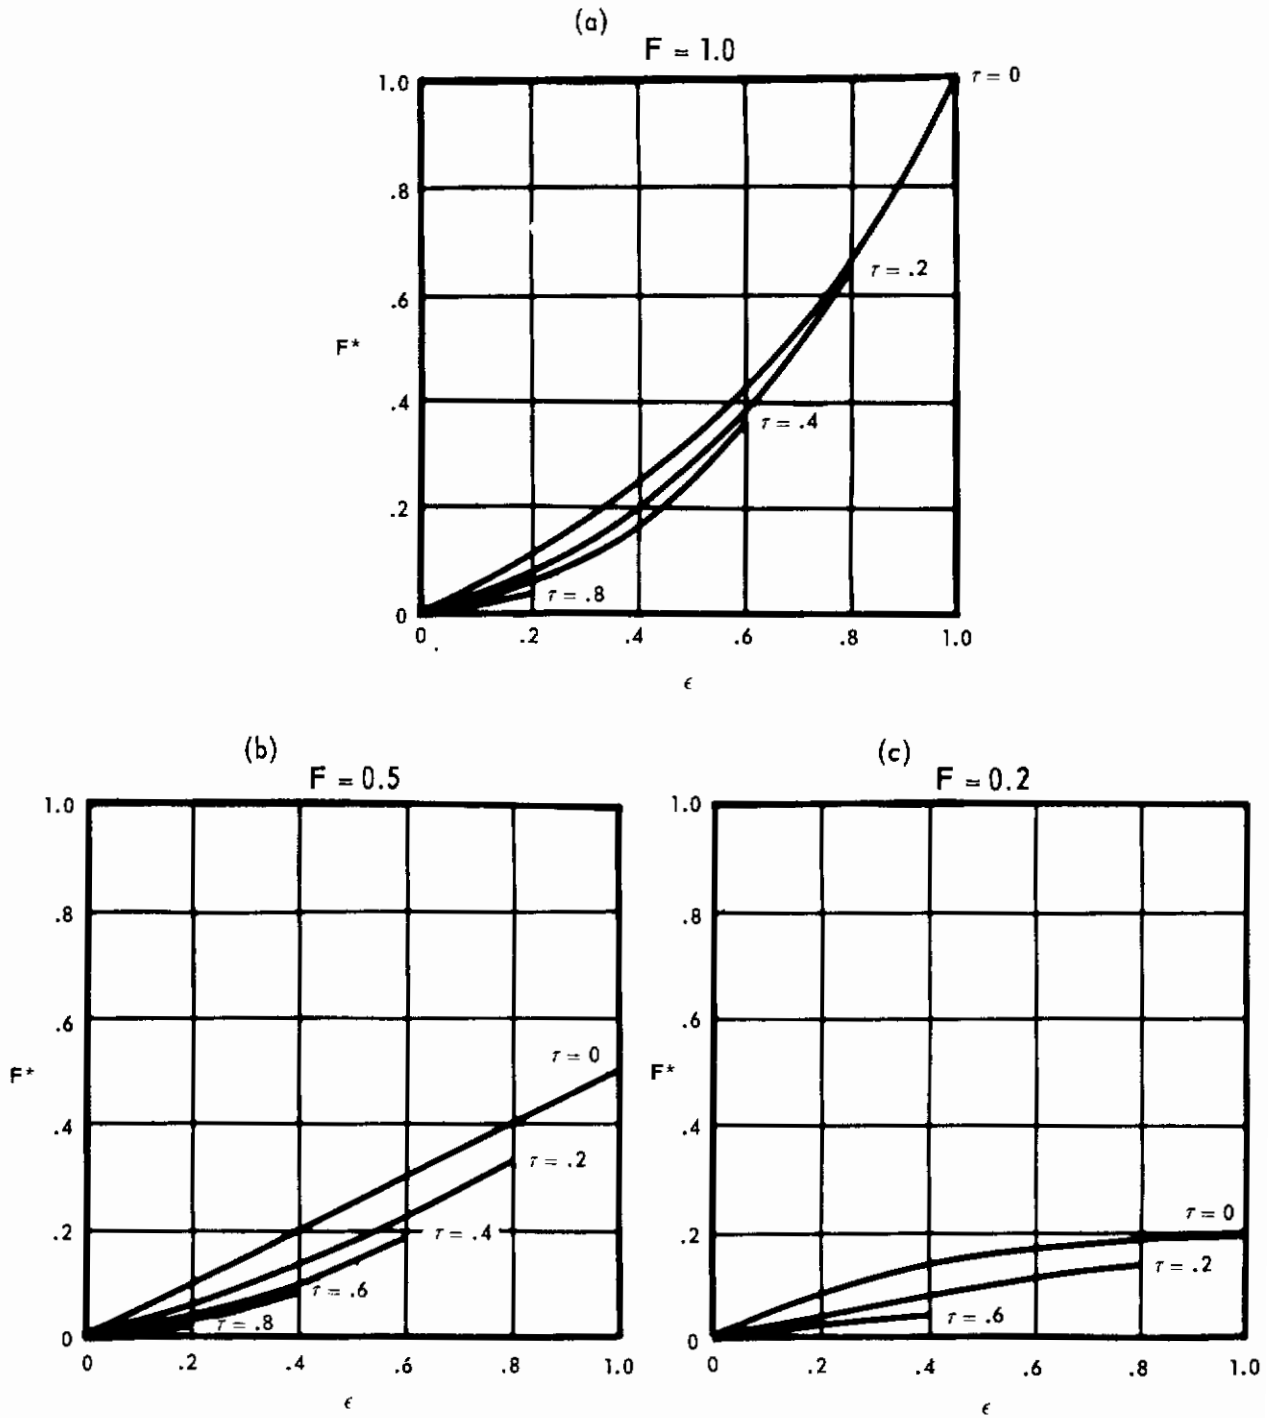 (a)
F = 1.0
1.0
.8
.6
.4
.2
0
F*
τ = 0
τ = .2
τ = .4
τ = .8
0 .2 .4 .6 .8 1.0
ϵ
(b)
F = 0.5
1.0
.8
.6
.4
.2
0
F*
τ = 0
τ = .2
τ = .4
τ = .6
τ = .8
0 .2 .4 .6 .8 1.0
ϵ
(c)
F = 0.2
1.0
.8
.6
.4
.2
0
F*
τ = 0
τ = .2
τ = .6
0 .2 .4 .6 .8 1.0
ϵ